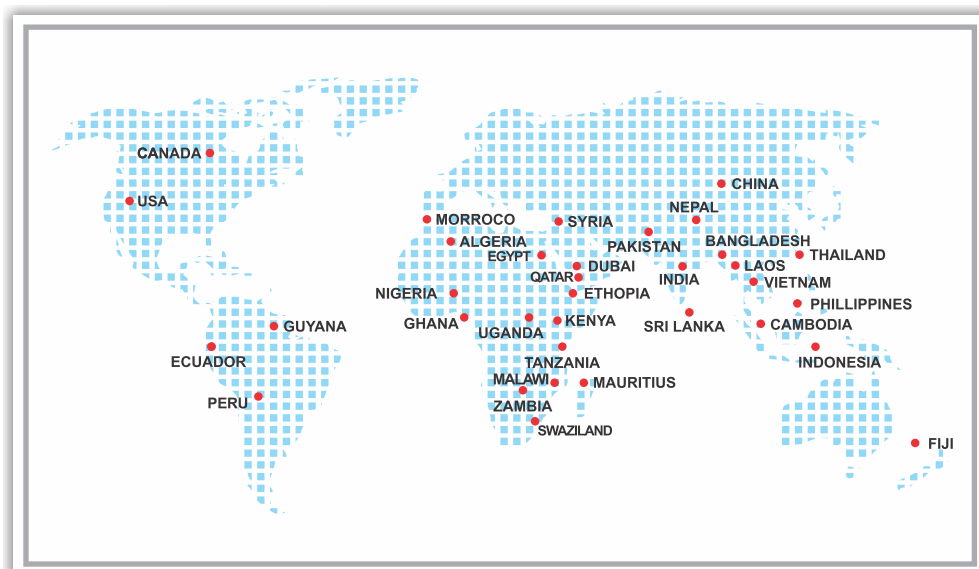 CANADA
CHINA
USA
NEPAL
MORROCO
SYRIA
ALGERIA
PAKISTAN
BANGLADESH
EGYPT
THAILAND
DUBAI
LAOS
QATAR
INDIA
VIETNAM
NIGERIA
ETHOPIA
PHILLIPPINES
GHANA
KENYA
SRI LANKA
CAMBODIA
GUYANA
UGANDA
ECUADOR
TANZANIA
INDONESIA
MALAWI
MAURITIUS
PERU
ZAMBIA
SWAZILAND
FIJI